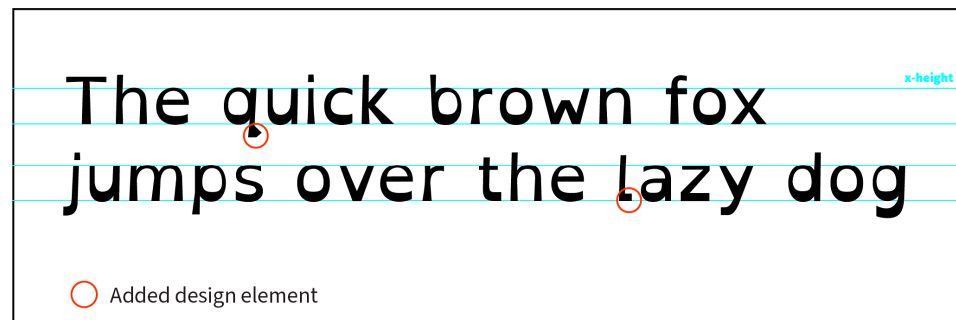 x-height
The quick brown fox
jumps over the lazy dog
Added design element